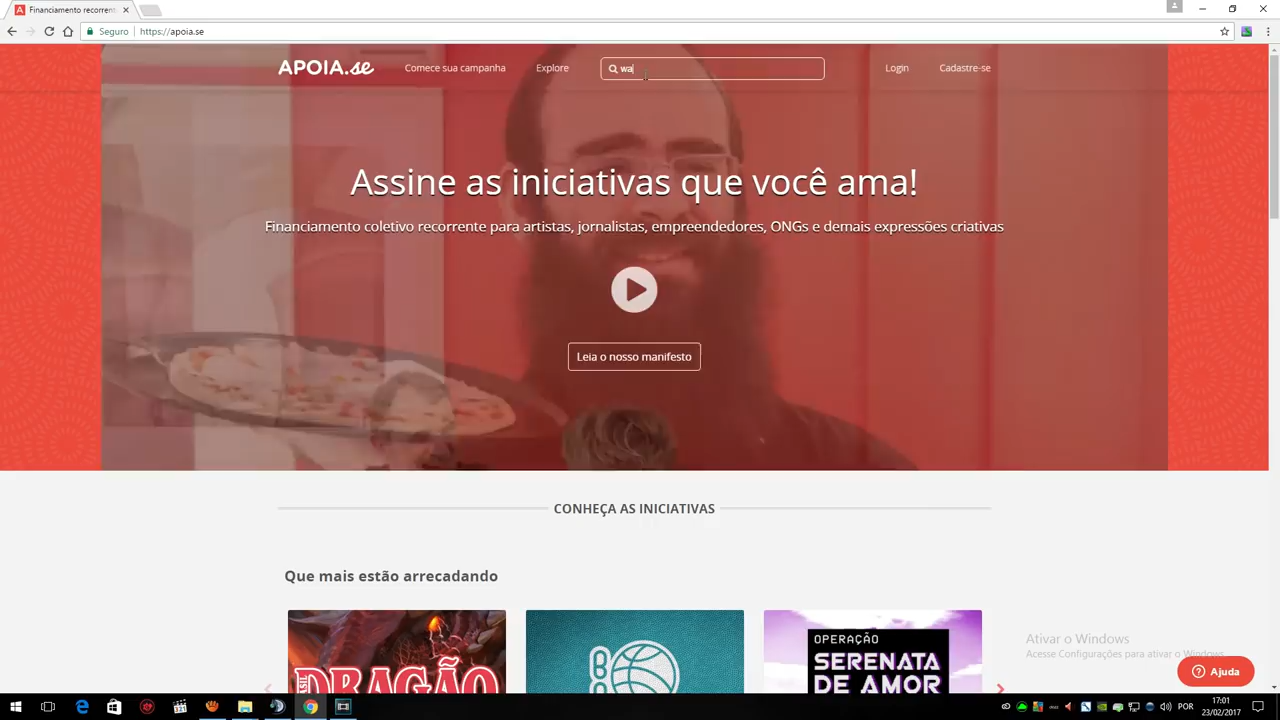 Financiamento recorrent
Seguro
https://apoia.se
APOIA.se
Comece sua campanha
Explore
wa
Login
Cadastre-se
Assine as iniciativas que você ama!
Financiamento coletivo recorrente para artistas, jornalistas, empreendedores, ONGs e demais expressões criativas
Leia o nosso manifesto
CONHEÇA AS INICIATIVAS
Que mais estão arrecadando
DRAGÃO
OPERAÇÃO
SERENATA
DE AMOR
Ativar o Windows
Acesse Configurações para ativar o Windows.
Ajuda
POR
17:01
23/02/2017